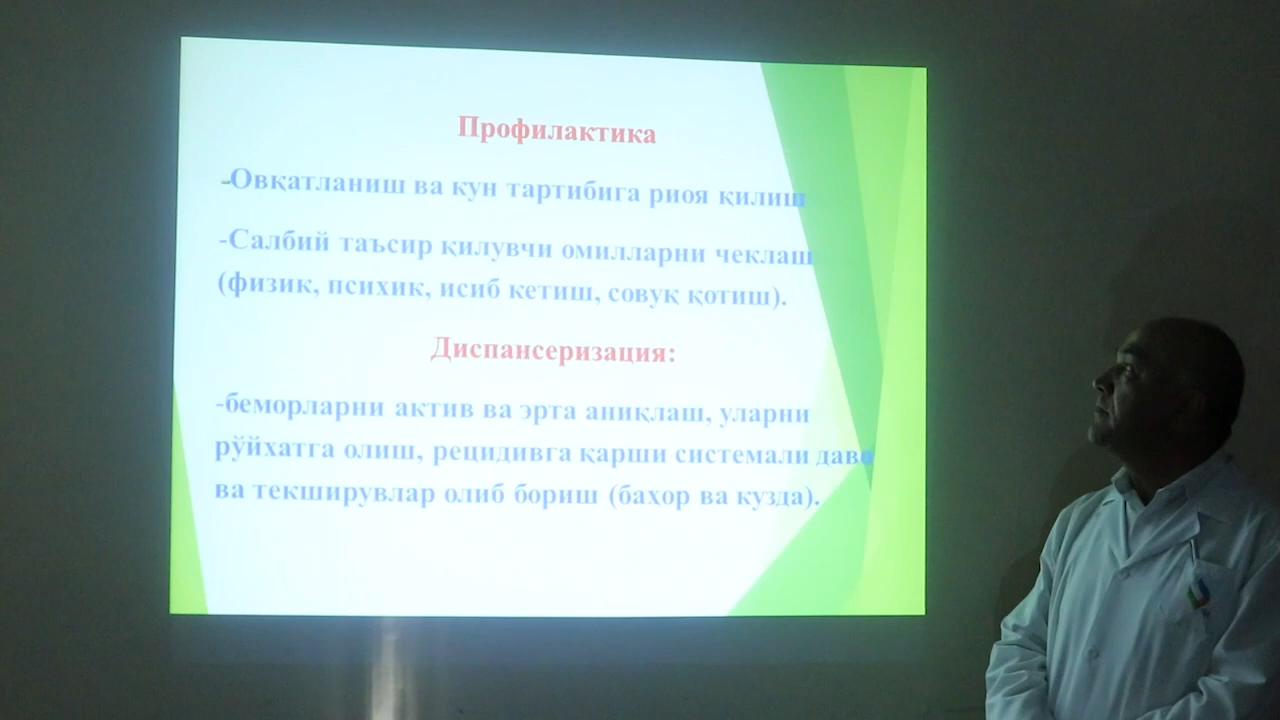 Профилактика
-Овқатланиш ва кун тартибига риоя қилиш
-Салбий таъсир қилувчи омилларни чеклаш
(физик, психик, исиб кетиш, совуқ қотиш).
Диспансеризация:
-беморларни актив ва эрта аниқлаш, уларни
рўйхатга олиш, рецидивга қарши системали даво
ва текширувлар олиб бориш (баҳор ва кузда).